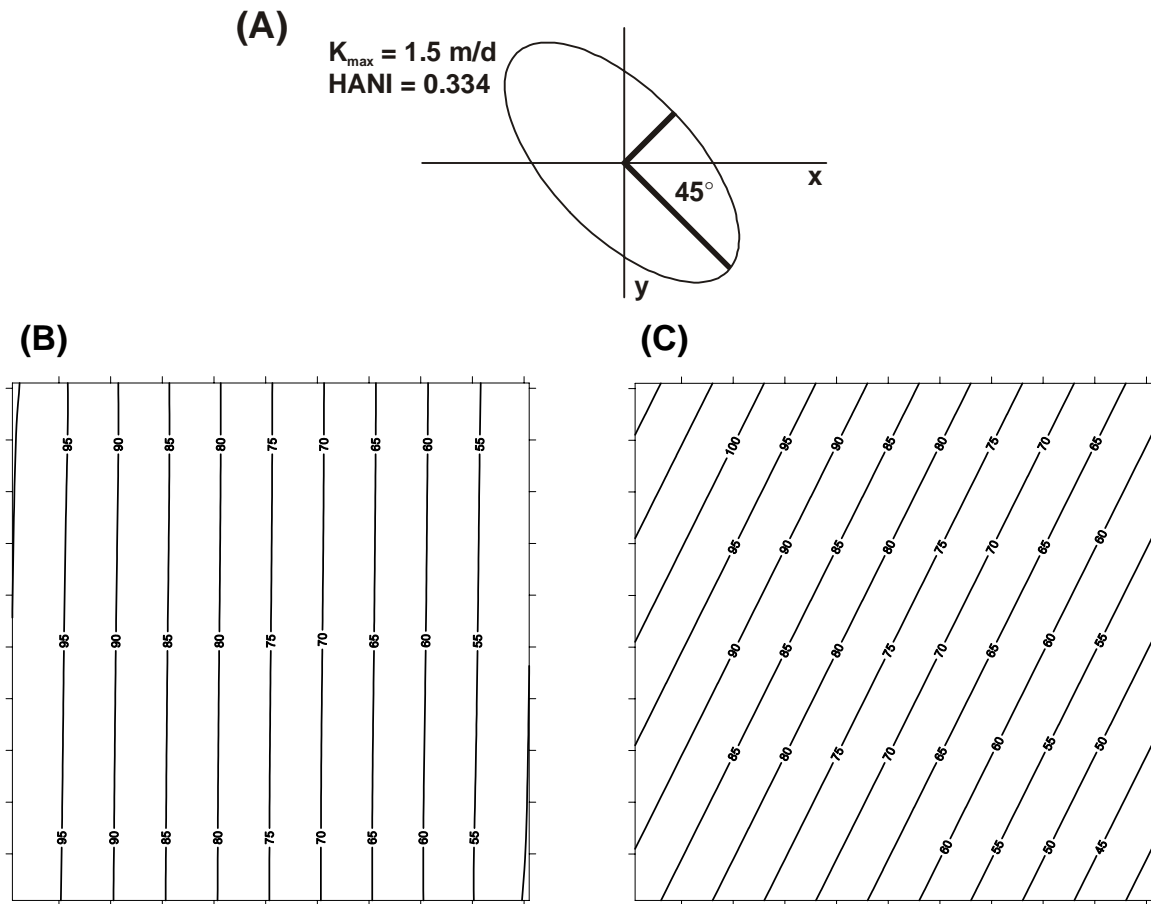 (A)
Kmax = 1.5 m/d
HANI = 0.334
45°
x
y
(B)
(C)
95 90 85 80 75 70 65 60 55
95 90 85 80 75 70 65 60 55
95 90 85 80 75 70 65 60 55
100 95 90 85 80 75 70 65
95 90 85 80 75 70 65 60
90 85 80 75 70 65 60 55
85 80 75 70 65 60 55 50
60 55 50 45